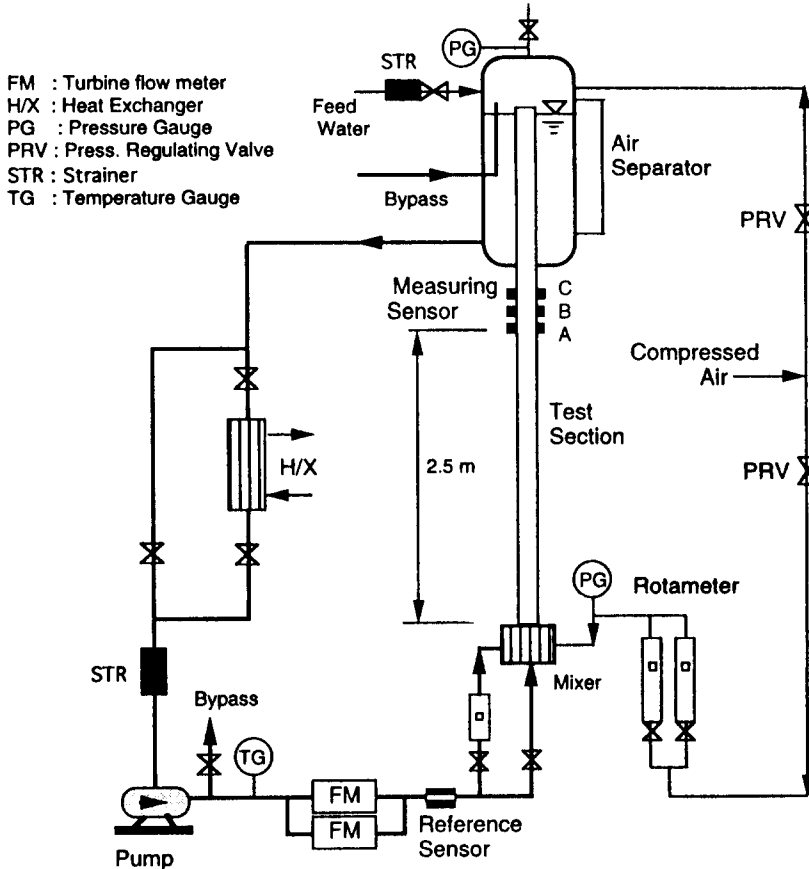 FM : Turbine flow meter
H/X : Heat Exchanger
PG : Pressure Gauge
PRV : Press. Regulating Valve
STR : Strainer
TG : Temperature Gauge
PG
STR
Feed
Water
Bypass
Air
Separator
PRV
Measuring
Sensor
C
B
A
Compressed
Air
Test
Section
2.5 m
H/X
PRV
PG
Rotameter
Mixer
STR
Bypass
TG
FM
FM
Reference
Sensor
Pump